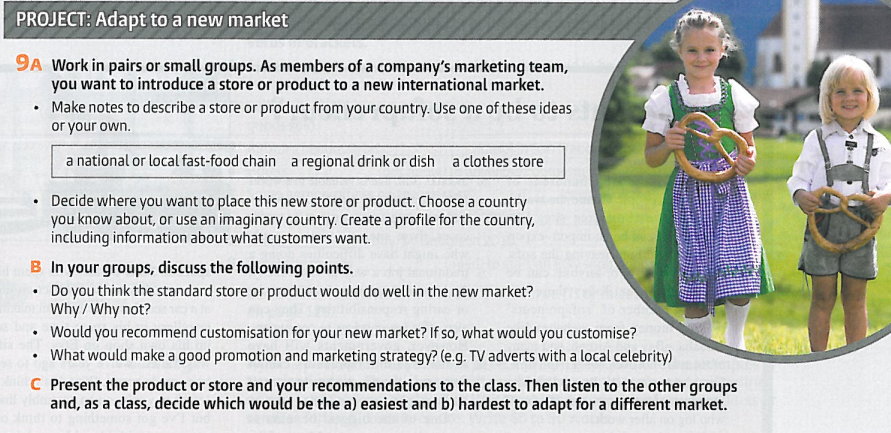 PROJECT: Adapt to a new market
9A Work in pairs or small groups. As members of a company's marketing team,
you want to introduce a store or product to a new international market.
• Make notes to describe a store or product from your country. Use one of these ideas
or your own.
a national or local fast-food chain a regional drink or dish a clothes store
• Decide where you want to place this new store or product. Choose a country
you know about, or use an imaginary country. Create a profile for the country,
including information about what customers want.
B In your groups, discuss the following points.
• Do you think the standard store or product would do well in the new market?
Why / Why not?
• Would you recommend customisation for your new market? If so, what would you customise?
• What would make a good promotion and marketing strategy? (e.g. TV adverts with a local celebrity)
C Present the product or store and your recommendations to the class. Then listen to the other groups
and, as a class, decide which would be the a) easiest and b) hardest to adapt for a different market.